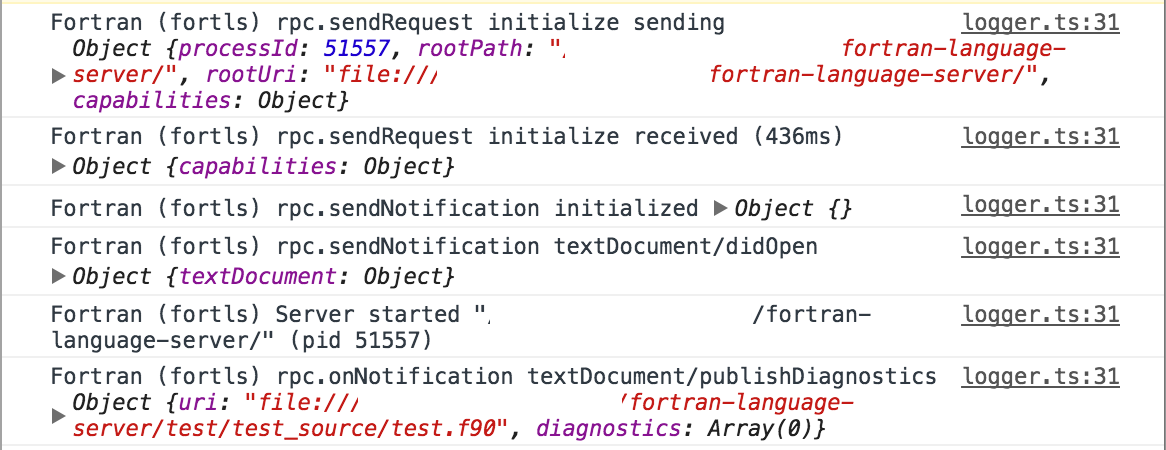 Fortran (fortls) rpc.sendRequest initialize sending logger.ts:31
Object {processId: 51557, rootPath: "/ fortran-language-
server/", rootUri: "file:/// fortran-language-server/",
capabilities: Object}
Fortran (fortls) rpc.sendRequest initialize received (436ms) logger.ts:31
Object {capabilities: Object}
Fortran (fortls) rpc.sendNotification initialized Object {} logger.ts:31
Fortran (fortls) rpc.sendNotification textDocument/didOpen logger.ts:31
Object {textDocument: Object}
Fortran (fortls) Server started "/ /fortran- logger.ts:31
language-server/" (pid 51557)
Fortran (fortls) rpc.onNotification textDocument/publishDiagnostics logger.ts:31
Object {uri: "file:/// /fortran-language-
server/test/test_source/test.f90", diagnostics: Array(0)}